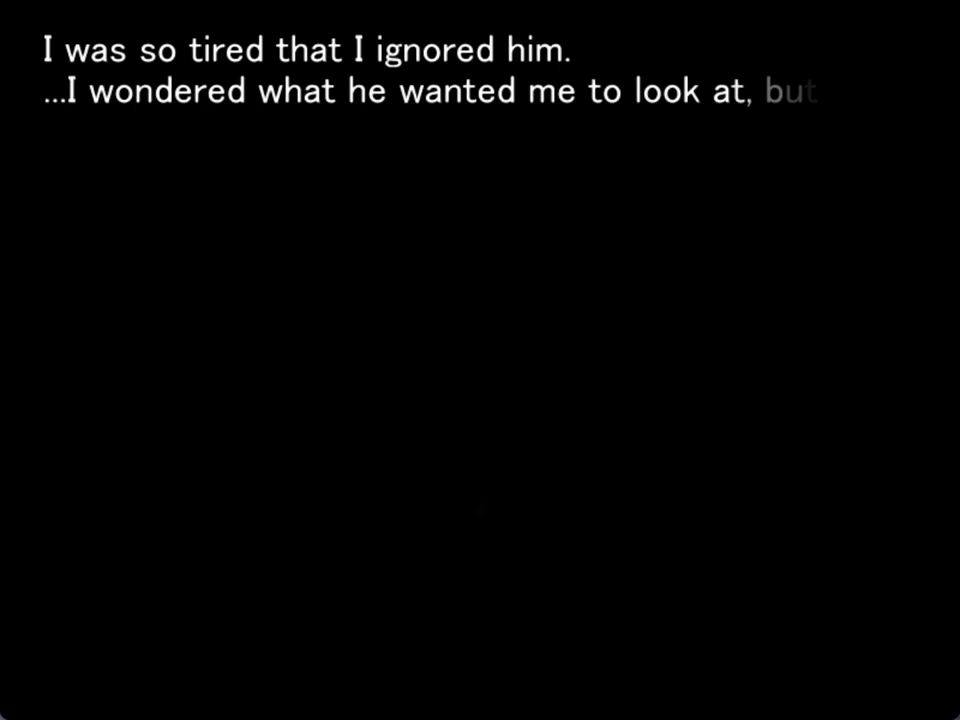 I was so tired that I ignored him.
...I wondered what he wanted me to look at, but